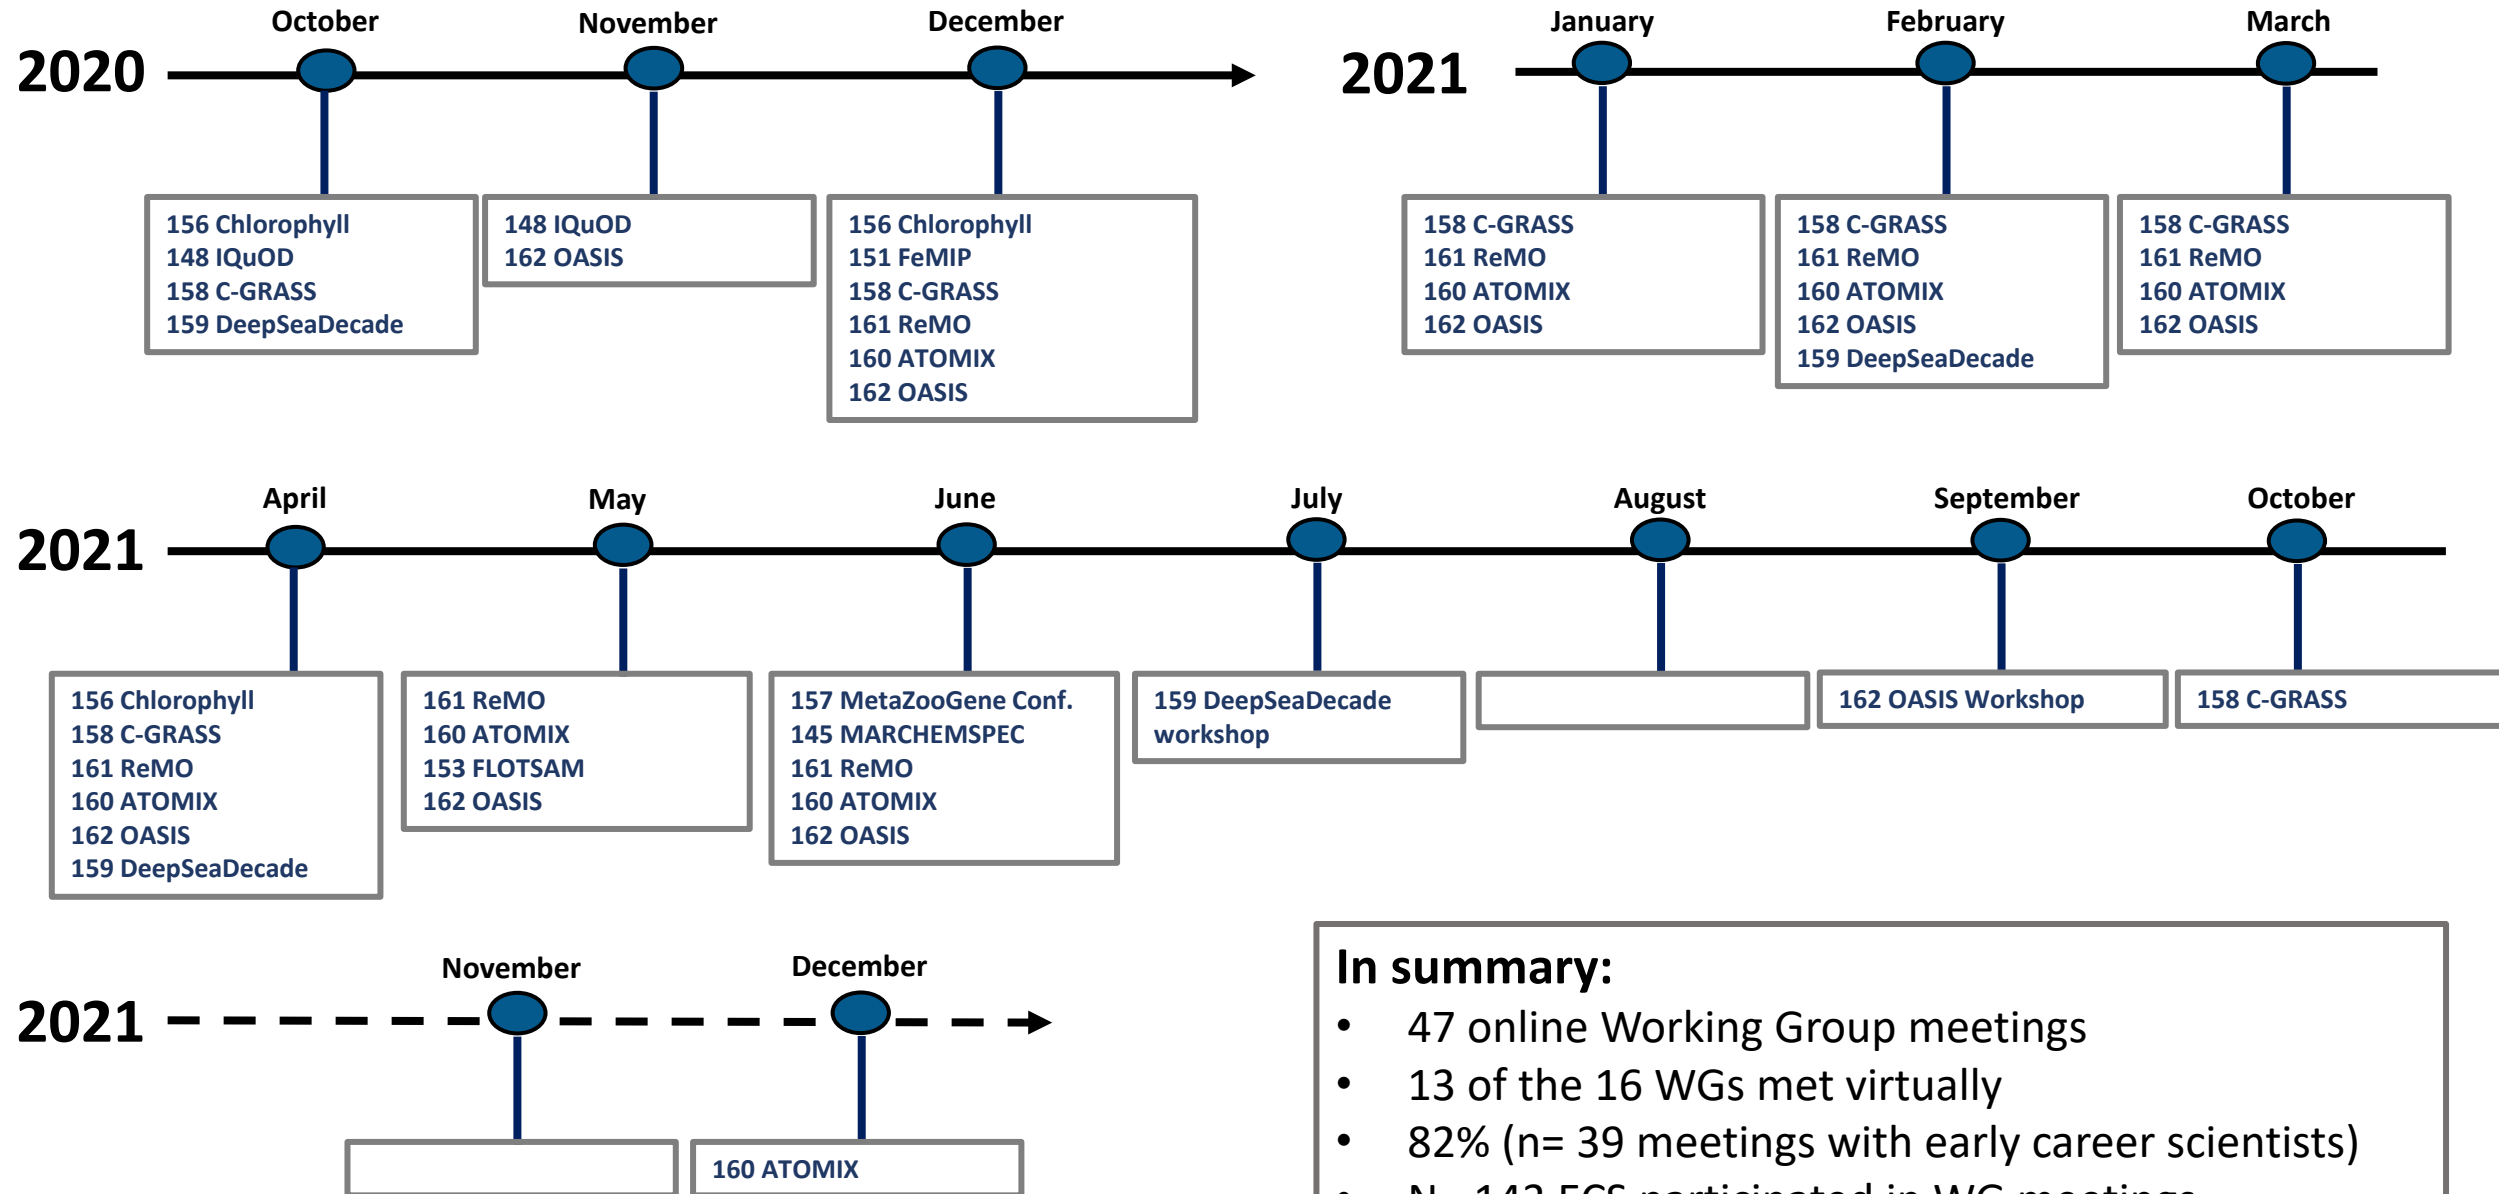 October
November
December
2020
156 Chlorophyll
148 IQuOD
158 C-GRASS
159 DeepSeaDecade
148 IQuOD
162 OASIS
156 Chlorophyll
151 FeMIP
158 C-GRASS
161 ReMO
160 ATOMIX
162 OASIS
January
February
March
2021
158 C-GRASS
161 ReMO
160 ATOMIX
162 OASIS
158 C-GRASS
161 ReMO
160 ATOMIX
162 OASIS
159 DeepSeaDecade
158 C-GRASS
161 ReMO
160 ATOMIX
162 OASIS
April
May
June
July
August
September
October
2021
156 Chlorophyll
158 C-GRASS
161 ReMO
160 ATOMIX
162 OASIS
159 DeepSeaDecade
161 ReMO
160 ATOMIX
153 FLOTSAM
162 OASIS
157 MetaZooGene Conf.
145 MARCHEMSPEC
161 ReMO
160 ATOMIX
162 OASIS
159 DeepSeaDecade
workshop
162 OASIS Workshop
158 C-GRASS
November
December
2021
160 ATOMIX
In summary:
• 47 online Working Group meetings
• 13 of the 16 WGs met virtually
• 82% (n= 39 meetings with early career scientists)
• 143 ECS participated in WG meetings